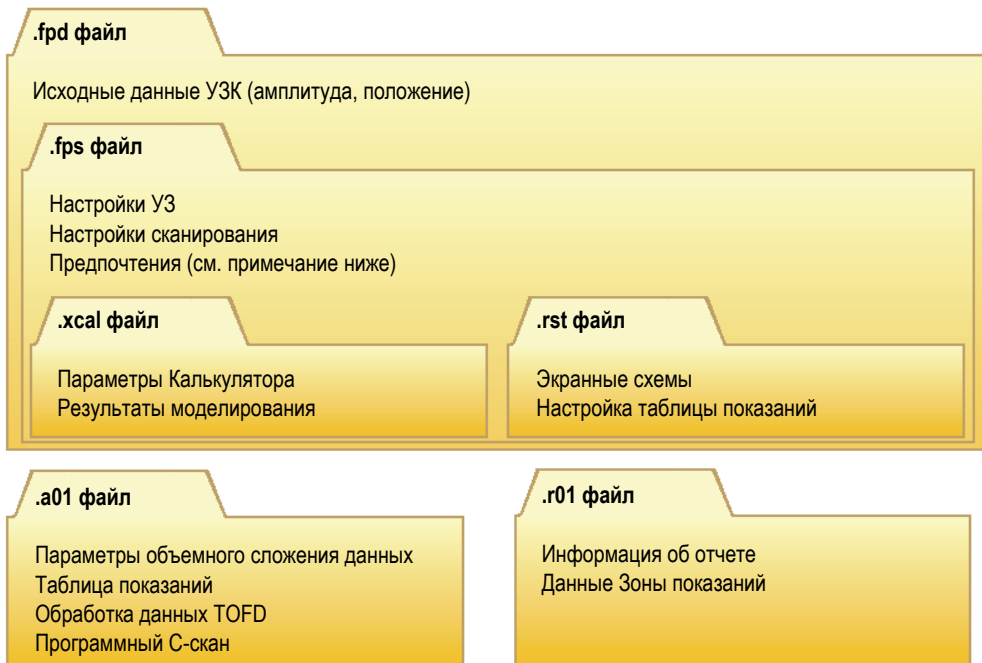 .fpd файл
Исходные данные УЗК (амплитуда, положение)
.fps файл
Настройки УЗ
Настройки сканирования
Предпочтения (см. примечание ниже)
.xcal файл
Параметры Калькулятора
Результаты моделирования
.rst файл
Экранные схемы
Настройка таблицы показаний
.a01 файл
Параметры объемного сложения данных
Таблица показаний
Обработка данных TOFD
Программный C-скан
.r01 файл
Информация об отчете
Данные Зоны показаний